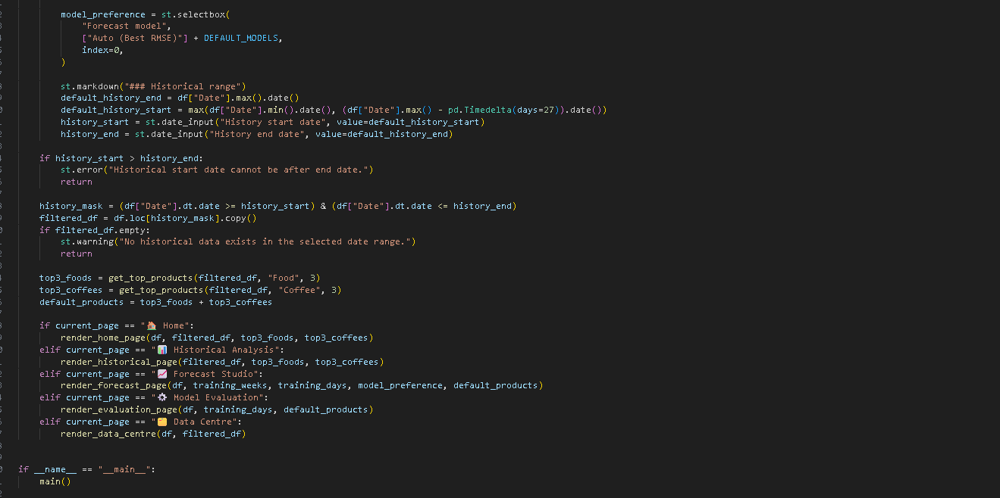 model_preference = st.selectbox(
"Forecast model",
["Auto (Best RMSE)"] + DEFAULT_MODELS,
index=0,
)
st.markdown("### Historical range")
default_history_end = df["Date"].max().date()
default_history_start = max(df["Date"].min().date(), (df["Date"].max() - pd.Timedelta(days=27)).date())
history_start = st.date_input("History start date", value=default_history_start)
history_end = st.date_input("History end date", value=default_history_end)
if history_start > history_end:
st.error("Historical start date cannot be after end date.")
return
history_mask = (df["Date"].dt.date >= history_start) & (df["Date"].dt.date <= history_end)
filtered_df = df.loc[history_mask].copy()
if filtered_df.empty:
st.warning("No historical data exists in the selected date range.")
return
top3_foods = get_top_products(filtered_df, "Food", 3)
top3_coffees = get_top_products(filtered_df, "Coffee", 3)
default_products = top3_foods + top3_coffees
if current_page == "🏠 Home":
render_home_page(df, filtered_df, top3_foods, top3_coffees)
elif current_page == "📊 Historical Analysis":
render_historical_page(filtered_df, top3_foods, top3_coffees)
elif current_page == "📈 Forecast Studio":
render_forecast_page(df, training_weeks, training_days, model_preference, default_products)
elif current_page == "⚙️ Model Evaluation":
render_evaluation_page(df, training_days, default_products)
elif current_page == "🗂️ Data Centre":
render_data_centre(df, filtered_df)
if __name__ == "__main__":
main()